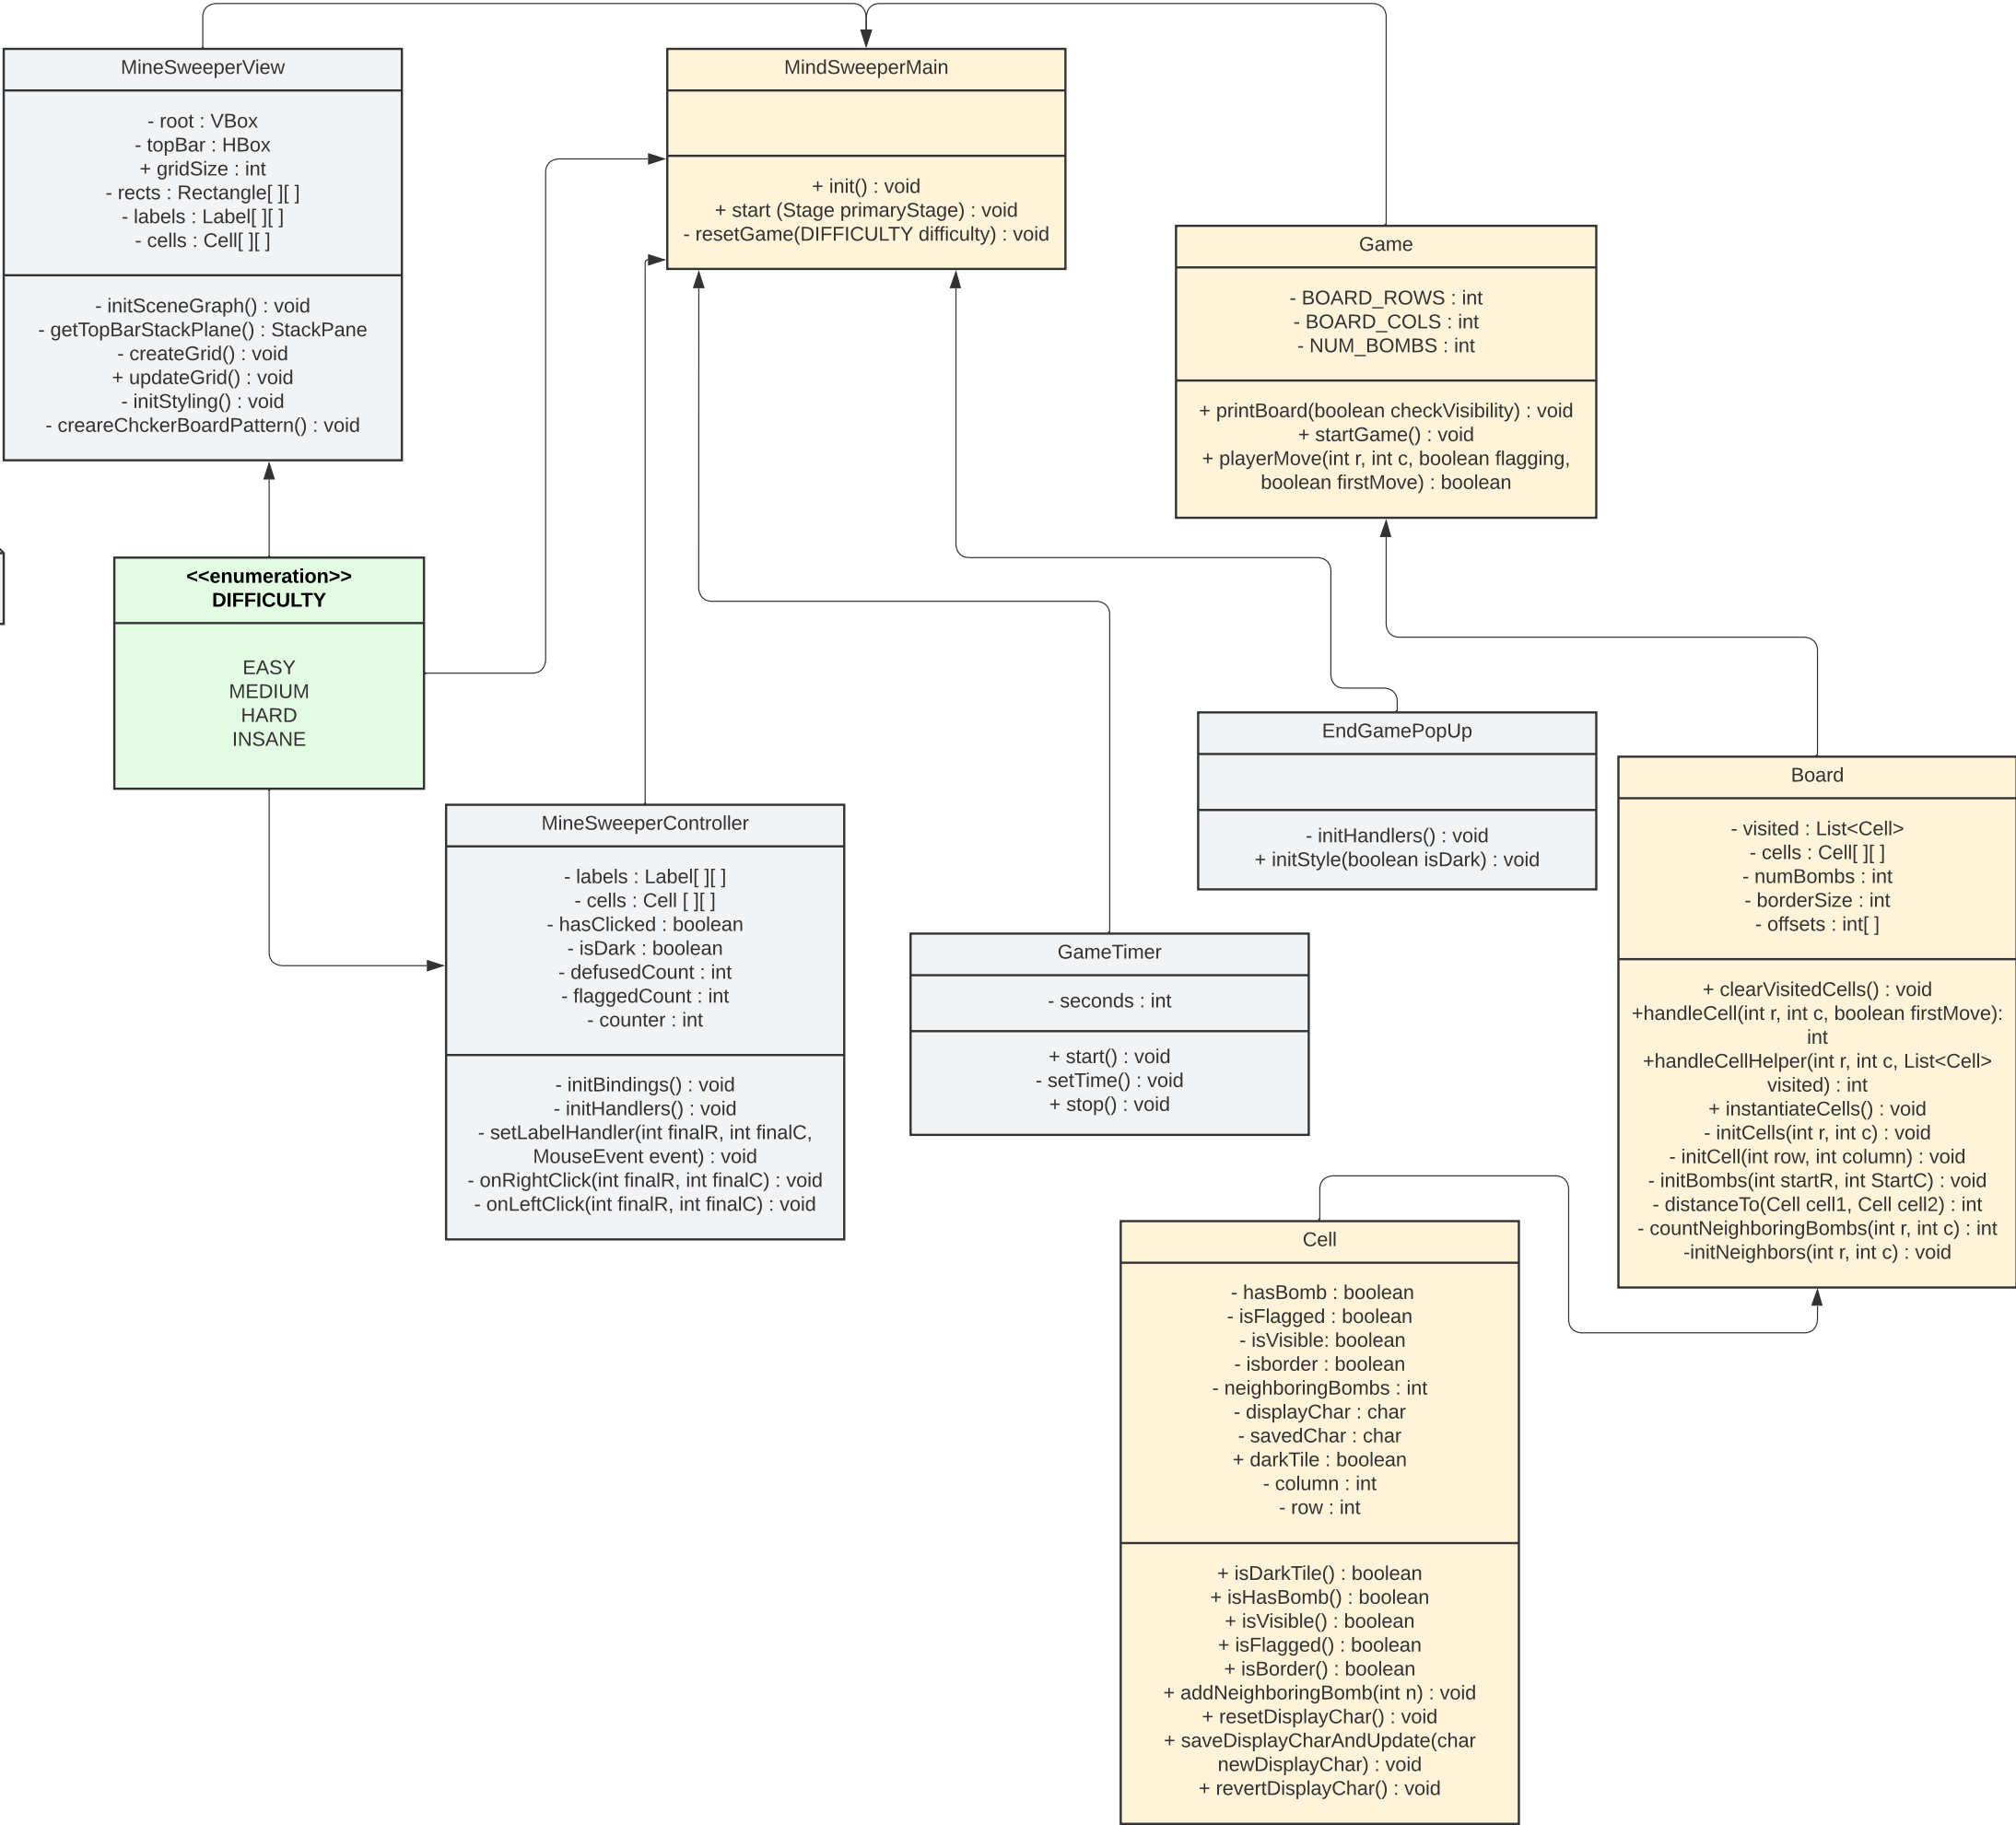 MineSweeperView
- root : VBox
- topBar : HBox
+ gridSize : int
- rects : Rectangle[ ][ ]
- labels : Label[ ][ ]
- cells : Cell[ ][ ]
- initSceneGraph() : void
- getTopBarStackPlane() : StackPane
- createGrid() : void
+ updateGrid() : void
- initStyling() : void
- creareChckerBoardPattern() : void
MindSweeperMain
+ init() : void
+ start (Stage primaryStage) : void
- resetGame(DIFFICULTY difficulty) : void
Game
- BOARD_ROWS : int
- BOARD_COLS : int
- NUM_BOMBS : int
+ printBoard(boolean checkVisibility) : void
+ startGame() : void
+ playerMove(int r, int c, boolean flagging,
boolean firstMove) : boolean
<<enumeration>>
DIFFICULTY
EASY
MEDIUM
HARD
INSANE
MineSweeperController
- labels : Label[ ][ ]
- cells : Cell [ ][ ]
- hasClicked : boolean
- isDark : boolean
- defusedCount : int
- flaggedCount : int
- counter : int
- initBindings() : void
- initHandlers() : void
- setLabelHandler(int finalR, int finalC,
MouseEvent event) : void
- onRightClick(int finalR, int finalC) : void
- onLeftClick(int finalR, int finalC) : void
EndGamePopUp
- initHandlers() : void
+ initStyle(boolean isDark) : void
GameTimer
- seconds : int
+ start() : void
- setTime() : void
+ stop() : void
Board
- visited : List<Cell>
- cells : Cell[ ][ ]
- numBombs : int
- borderSize : int
- offsets : int[ ]
+ clearVisitedCells() : void
+handleCell(int r, int c, boolean firstMove):
int
+handleCellHelper(int r, int c, List<Cell>
visited) : int
+ instantiateCells() : void
- initCells(int r, int c) : void
- initCell(int row, int column) : void
- initBombs(int startR, int StartC) : void
- distanceTo(Cell cell1, Cell cell2) : int
- countNeighboringBombs(int r, int c) : int
-initNeighbors(int r, int c) : void
Cell
- hasBomb : boolean
- isFlagged : boolean
- isVisible: boolean
- isborder : boolean
- neighboringBombs : int
- displayChar : char
- savedChar : char
+ darkTile : boolean
- column : int
- row : int
+ isDarkTile() : boolean
+ isHasBomb() : boolean
+ isVisible() : boolean
+ isFlagged() : boolean
+ isBorder() : boolean
+ addNeighboringBomb(int n) : void
+ resetDisplayChar() : void
+ saveDisplayCharAndUpdate(char
newDisplayChar) : void
+ revertDisplayChar() : void